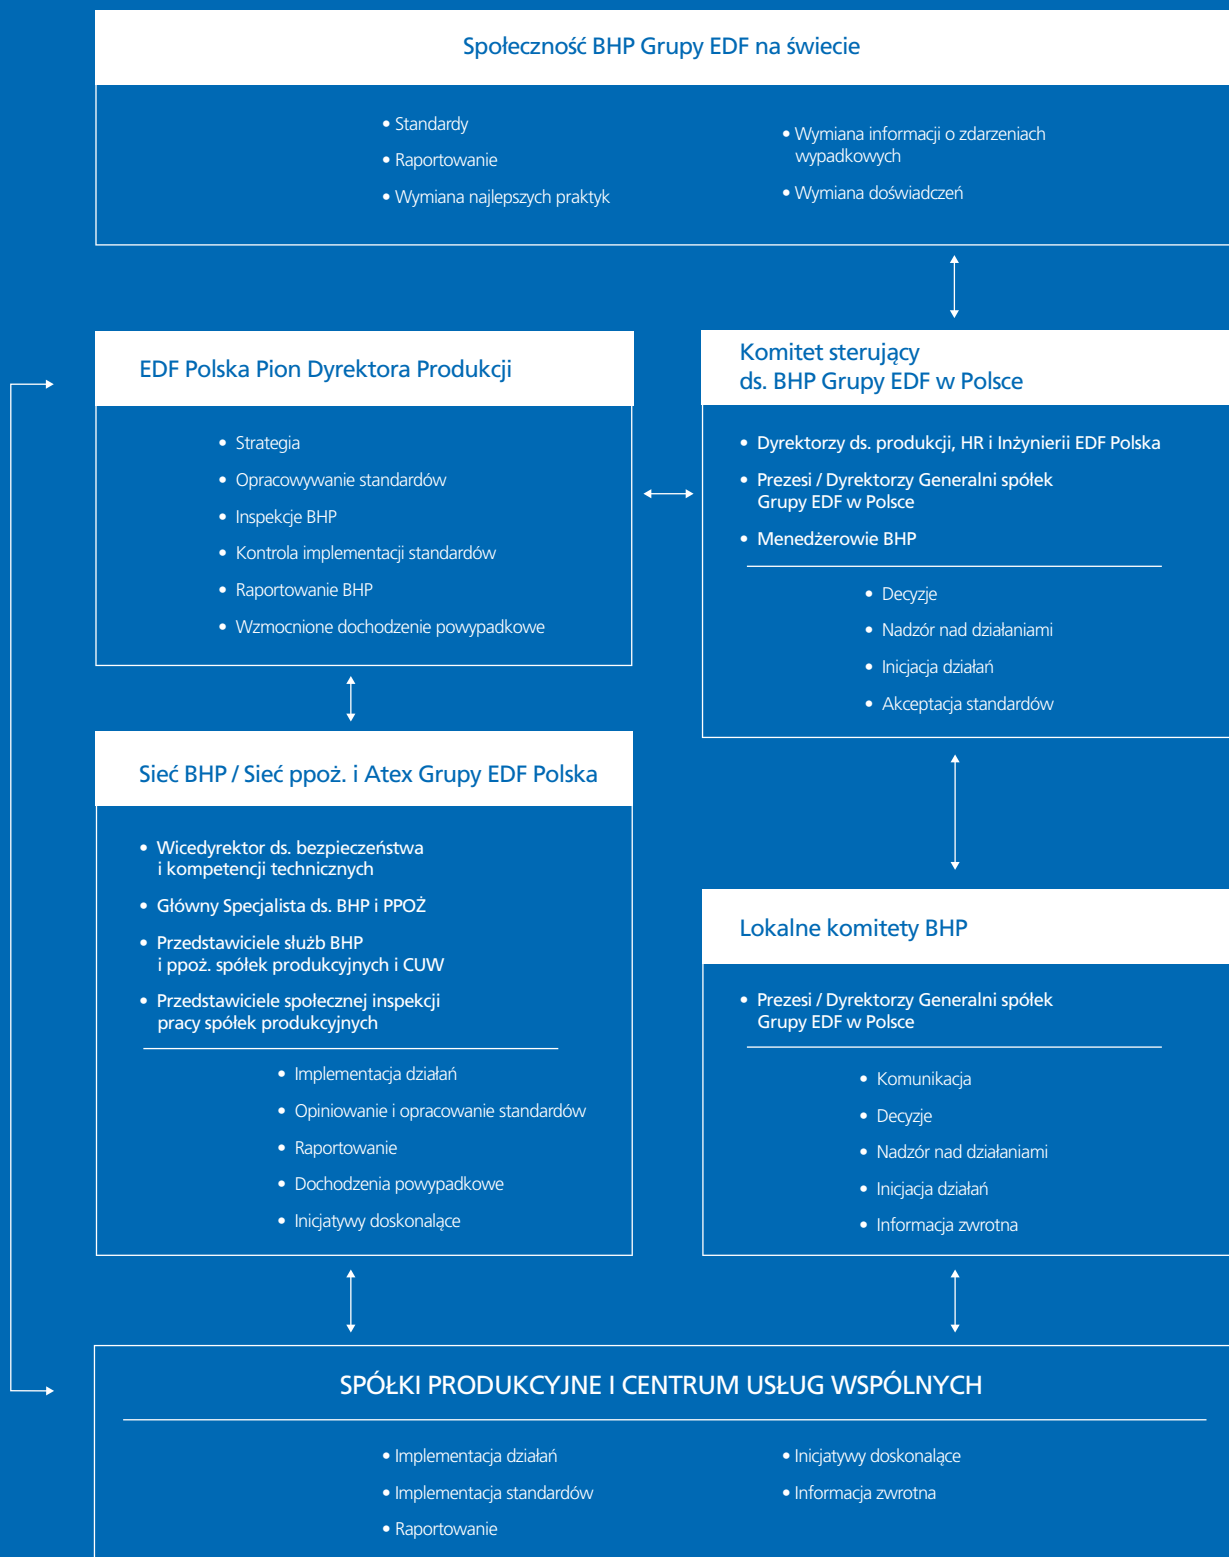 Społeczność BHP Grupy EDF na świecie
• Standardy
• Raportowanie
• Wymiana najlepszych praktyk
• Wymiana informacji o zdarzeniach
wypadkowych
• Wymiana doświadczeń
EDF Polska Pion Dyrektora Produkcji
• Strategia
• Opracowywanie standardów
• Inspekcje BHP
• Kontrola implementacji standardów
• Raportowanie BHP
• Wzmocnione dochodzenie powypadkowe
Komitet sterujący
ds. BHP Grupy EDF w Polsce
• Dyrektorzy ds. produkcji, HR i Inżynierii EDF Polska
• Prezesi / Dyrektorzy Generalni spółek
Grupy EDF w Polsce
• Menedżerowie BHP
• Decyzje
• Nadzór nad działaniami
• Inicjacja działań
• Akceptacja standardów
Sieć BHP / Sieć ppoż. i Atex Grupy EDF Polska
• Wicedyrektor ds. bezpieczeństwa
i kompetencji technicznych
• Główny Specjalista ds. BHP i PPOŻ
• Przedstawiciele służb BHP
i ppoż. spółek produkcyjnych i CUW
• Przedstawiciele społecznej inspekcji
pracy spółek produkcyjnych
• Implementacja działań
• Opiniowanie i opracowanie standardów
• Raportowanie
• Dochodzenia powypadkowe
• Inicjatywy doskonalące
Lokalne komitety BHP
• Prezesi / Dyrektorzy Generalni spółek
Grupy EDF w Polsce
• Komunikacja
• Decyzje
• Nadzór nad działaniami
• Inicjacja działań
• Informacja zwrotna
SPÓŁKI PRODUKCYJNE I CENTRUM USŁUG WSPÓLNYCH
• Implementacja działań
• Implementacja standardów
• Raportowanie
• Inicjatywy doskonalące
• Informacja zwrotna